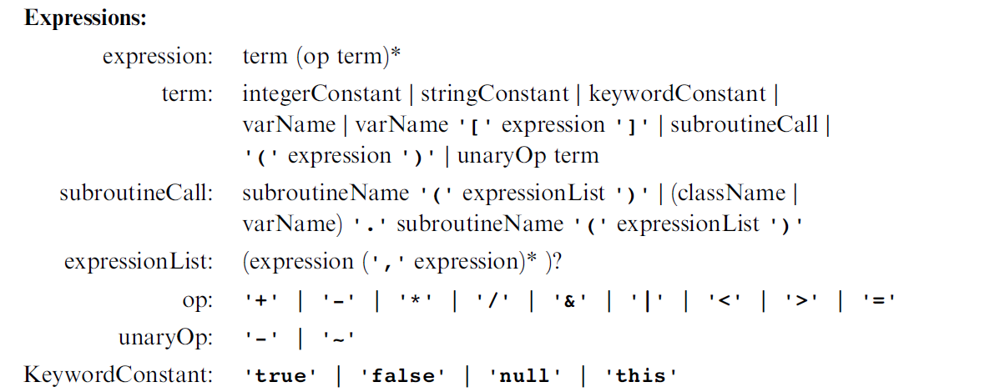 Expressions:
expression: term (op term)*
term: integerConstant | stringConstant | keywordConstant |
varName | varName '[' expression ']' | subroutineCall |
'(' expression ')' | unaryOp term
subroutineCall: subroutineName '(' expressionList ')' | (className |
varName) '.' subroutineName '(' expressionList ')'
expressionList: (expression (',' expression)* )?
op: '+' | '-' | '*' | '/' | '&' | '|' | '<' | '>' | '='
unaryOp: '-' | '~'
KeywordConstant: 'true' | 'false' | 'null' | 'this'